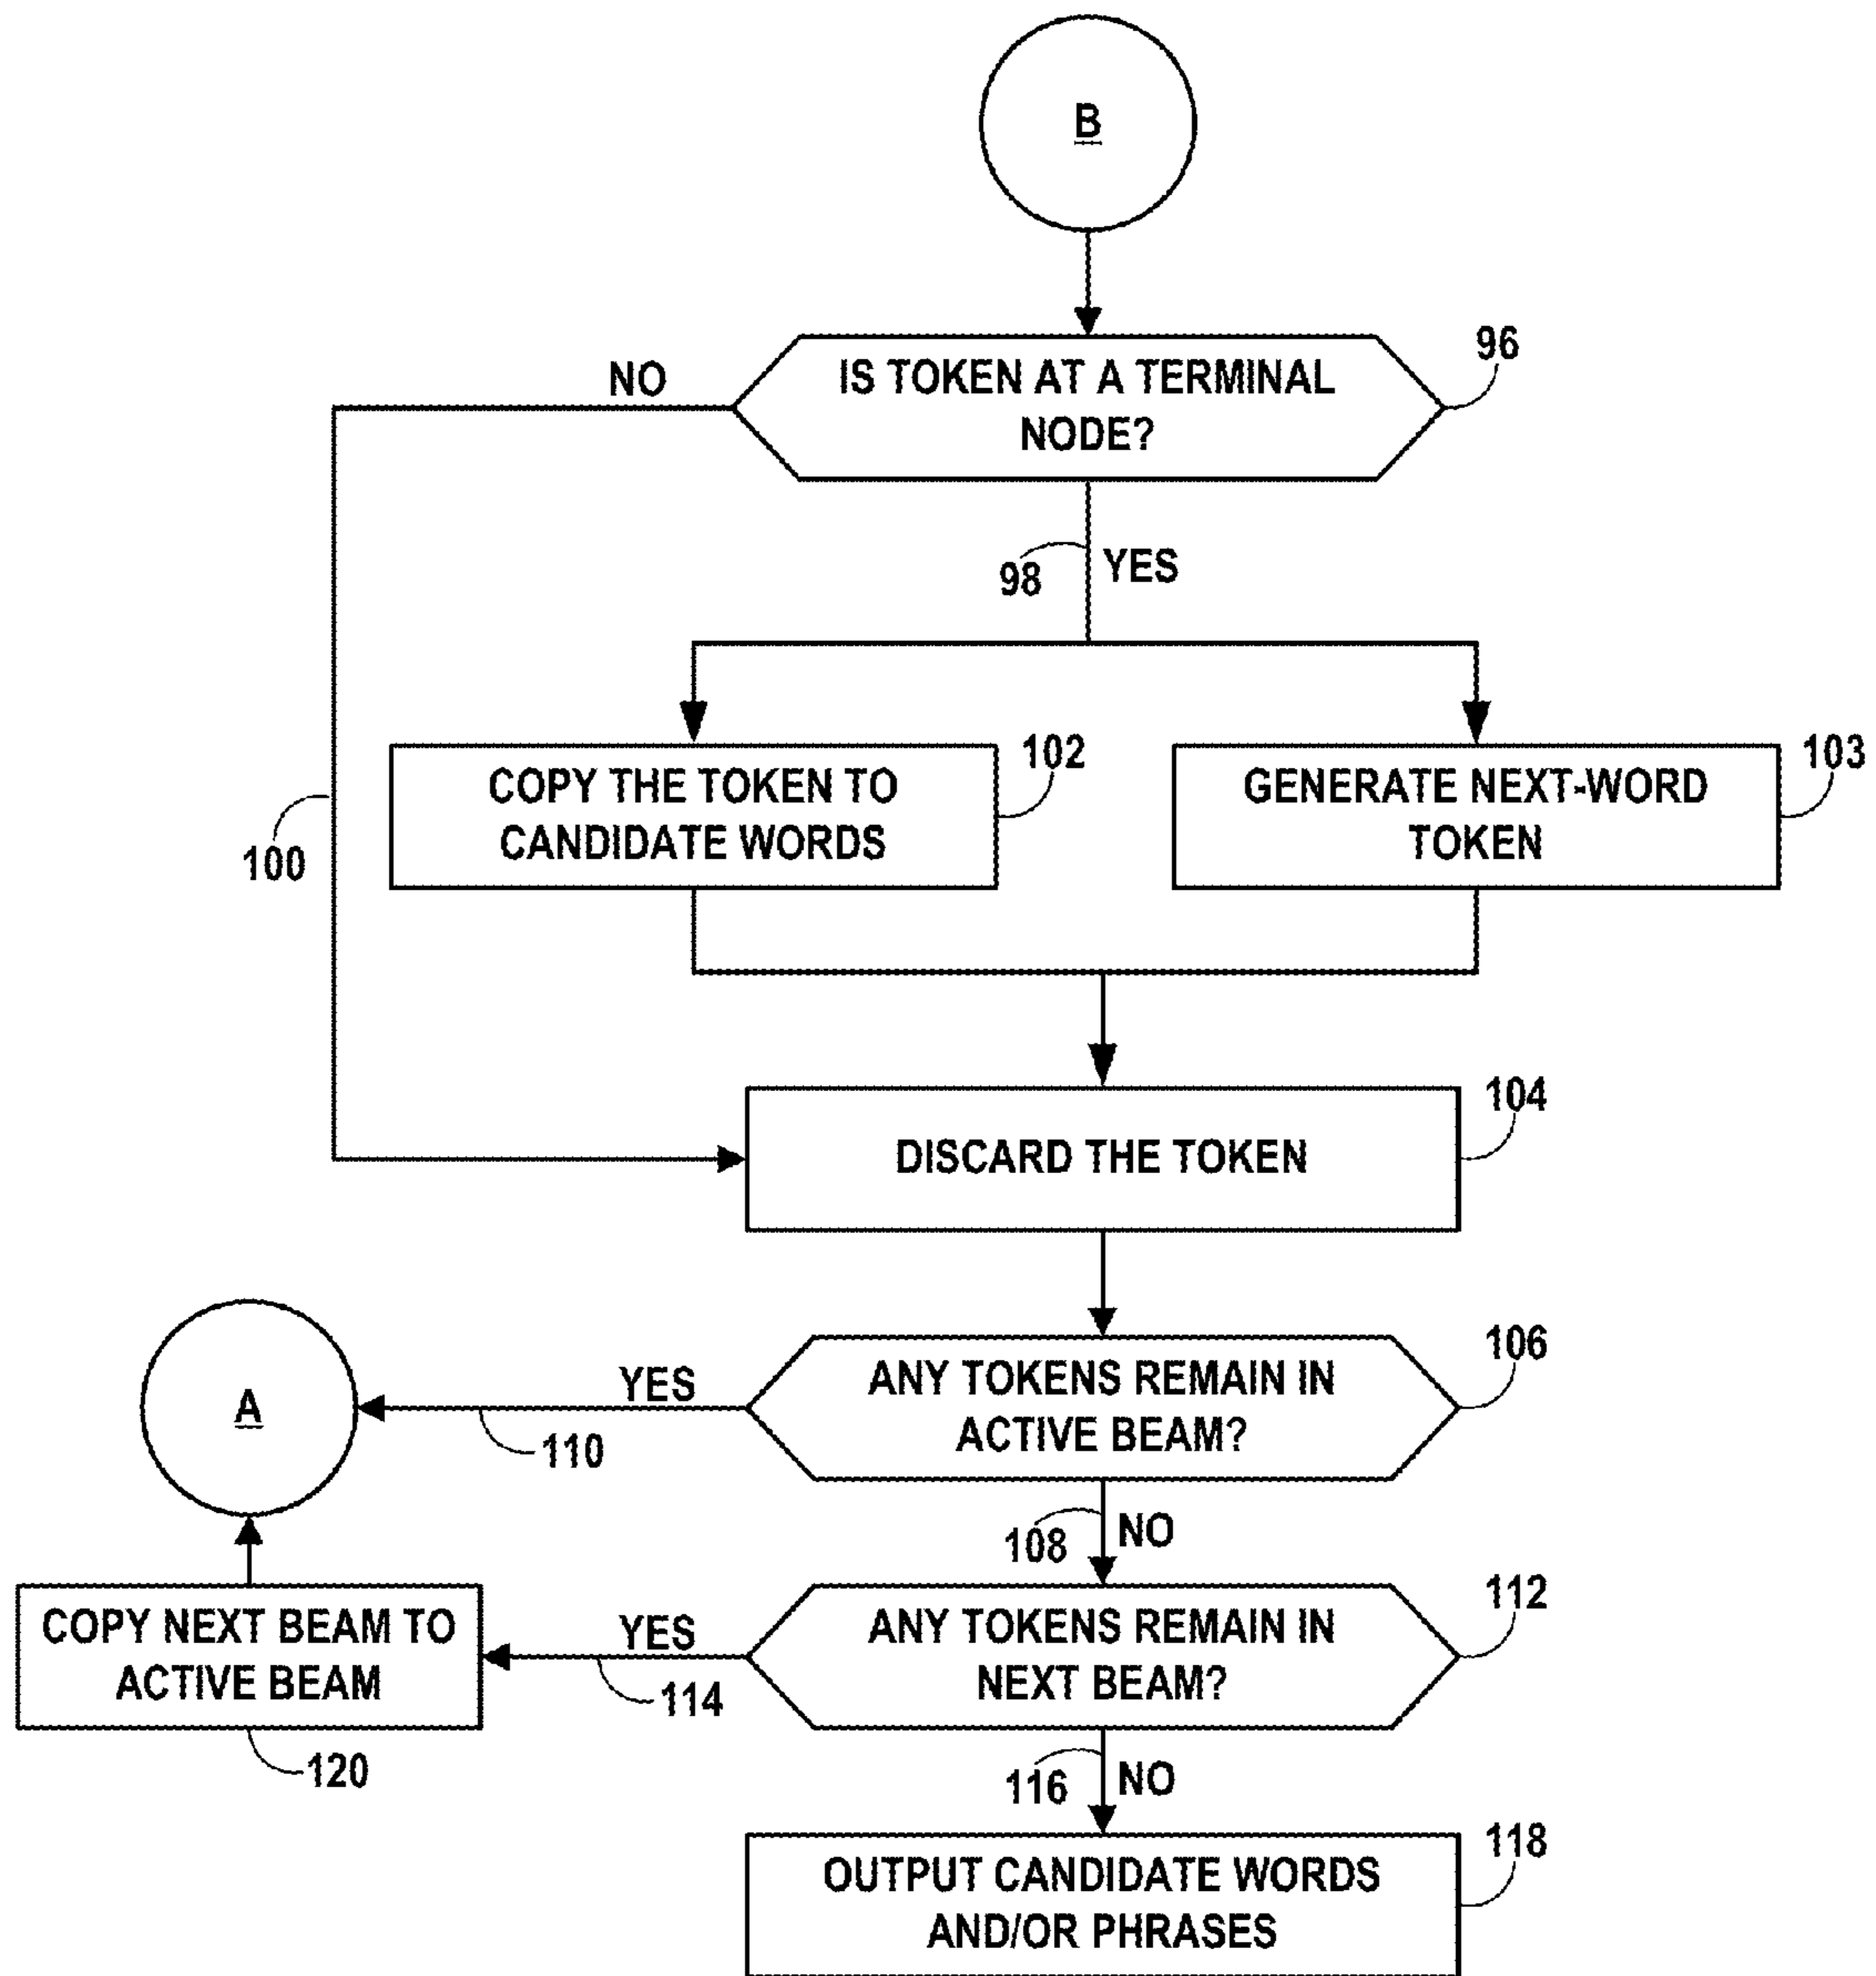 B
IS TOKEN AT A TERMINAL
NODE?
96
NO
98
YES
COPY THE TOKEN TO
CANDIDATE WORDS
102
GENERATE NEXT-WORD
TOKEN
103
100
DISCARD THE TOKEN
104
A
YES
110
ANY TOKENS REMAIN IN
ACTIVE BEAM?
106
108
NO
COPY NEXT BEAM TO
ACTIVE BEAM
120
YES
114
ANY TOKENS REMAIN IN
NEXT BEAM?
112
116
NO
OUTPUT CANDIDATE WORDS
AND/OR PHRASES
118